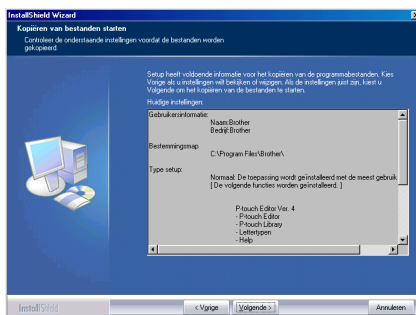 InstallShield Wizard
Kopiëren van bestanden starten
Controleer de onderstaande instellingen voordat de bestanden worden
gekopieerd.
Setup heeft voldoende informatie voor het kopiëren van de programmabestanden. Kies
Vorige als u instellingen wilt bekijken of wijzigen. Als de instellingen juist zijn, kiest u
Volgende om het kopiëren van de bestanden te starten.
Huidige instellingen:
Gebruikersinformatie:
Naam:Brother
Bedrijf:Brother
Bestemmingsmap
C:\Program Files\Brother\
Type setup:
Normaal: De toepassing wordt geïnstalleerd met de meest gebruik
[ De volgende functies worden geïnstalleerd. ]
P-touch Editor Ver. 4
- P-touch Editor
- P-touch Library
- Lettertypen
- Help
InstallShield
< Vorige
Volgende >
Annuleren